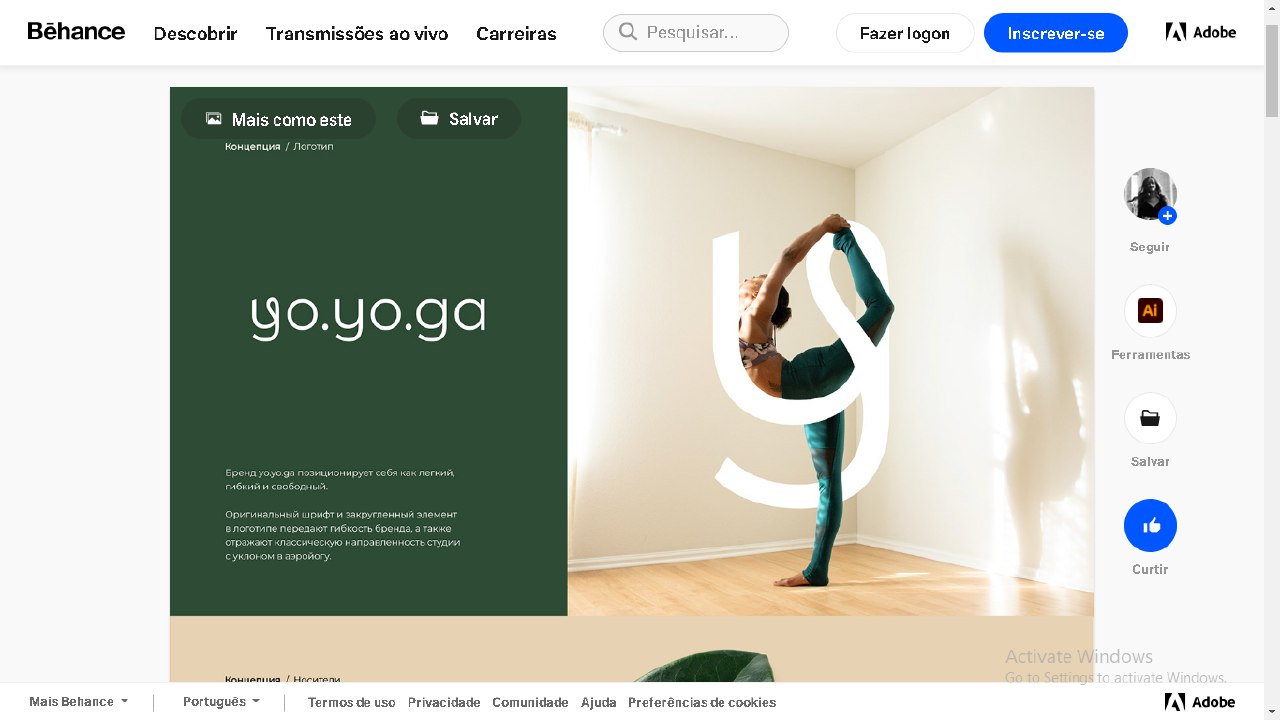 Bēhance
Descobrir
Transmissões ao vivo
Carreiras
Pesquisar...
Fazer logon
Inscrever-se
Adobe
Mais como este
Salvar
Концепция / Логотип
yo.yo.ga
Бренд yo.yo.ga позиционирует себя как легкий,
гибкий и свободный.
Оригинальный шрифт и закругленный элемент
в логотипе передают гибкость бренда, а также
отражают классическую направленность студии
с уклоном в аэройогу.
y
Seguir
Ai
Ferramentas
Salvar
Curtir
Концепция / Носители
Activate Windows
Go to Settings to activate Windows.
Mais Behance
Português
Termos de uso
Privacidade
Comunidade
Ajuda
Preferências de cookies
Adobe